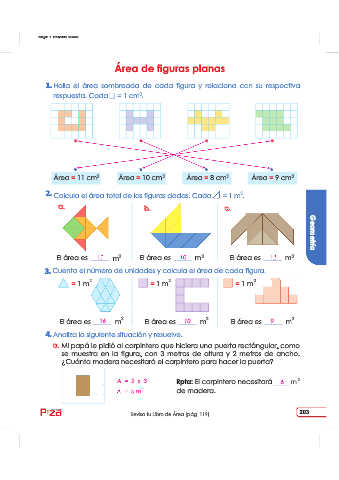 Área de figuras planas
1. Halla el área sombreada de cada figura y relaciona con su respectiva
respuesta. Cada = 1 cm².
Área = 11 cm² Área = 10 cm² Área = 8 cm² Área = 9 cm²
2. Calcula el área total de las figuras dadas. Cada = 1 m².
a. b. c.
El área es m² El área es 10 m² El área es m²
3. Cuenta el número de unidades y calcula el área de cada figura.
= 1 m² = 1 m² = 1 m²
El área es 16 m² El área es 10 m² El área es 9 m²
4. Analiza la siguiente situación y resuelve.
a. Mi papá le pidió al carpintero que hiciera una puerta rectángular, como
se muestra en la figura, con 3 metros de altura y 2 metros de ancho.
¿Cuánta madera necesitará el carpintero para hacer la puerta?
A = 2 x 3
A = 6 m²
Rpta: El carpintero necesitará 6 m²
de madera.
Geometría
Revisa tu Libro de Área (pág. 119)
203